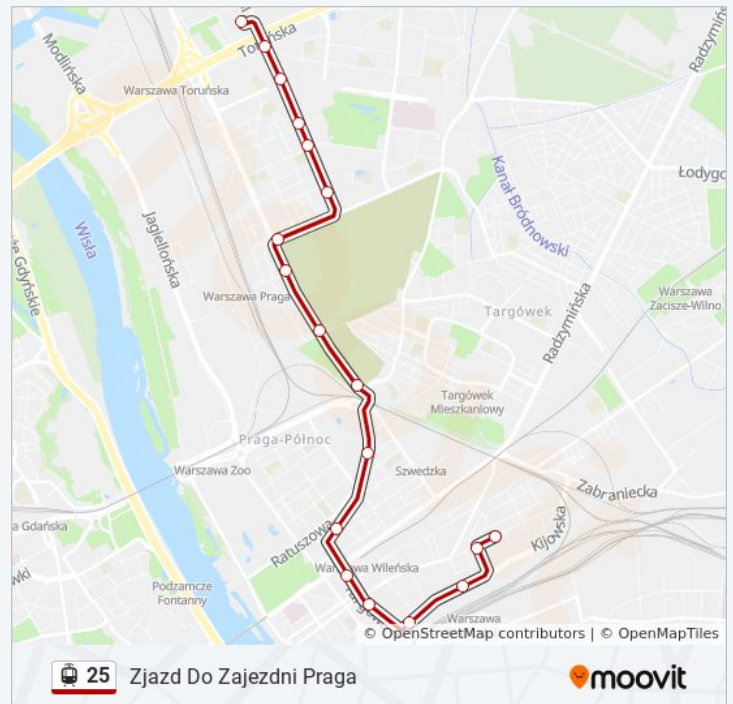 Modlińska
Toruńska
Radzymińska
Warszawa Toruńska
Kanał Bródnowski
Łodygo
Wisła
Jagiellońska
że Gdyńskie
Warszawa Praga
Warszawa
Zacisze-Wilno
Targówek
Radzymińska
Targówek
Mieszkaniowy
Praga-Północ
Warszawa Zoo
Szwedzka
Zabraniecka
a Gdańska
Ratuszowa
Kijowska
Warszawa Wileńska
wki
Podzamcze
Fontanny
Warszawa
© OpenStreetMap contributors | © OpenMapTiles
25 Zjazd Do Zajezdni Praga
moovit